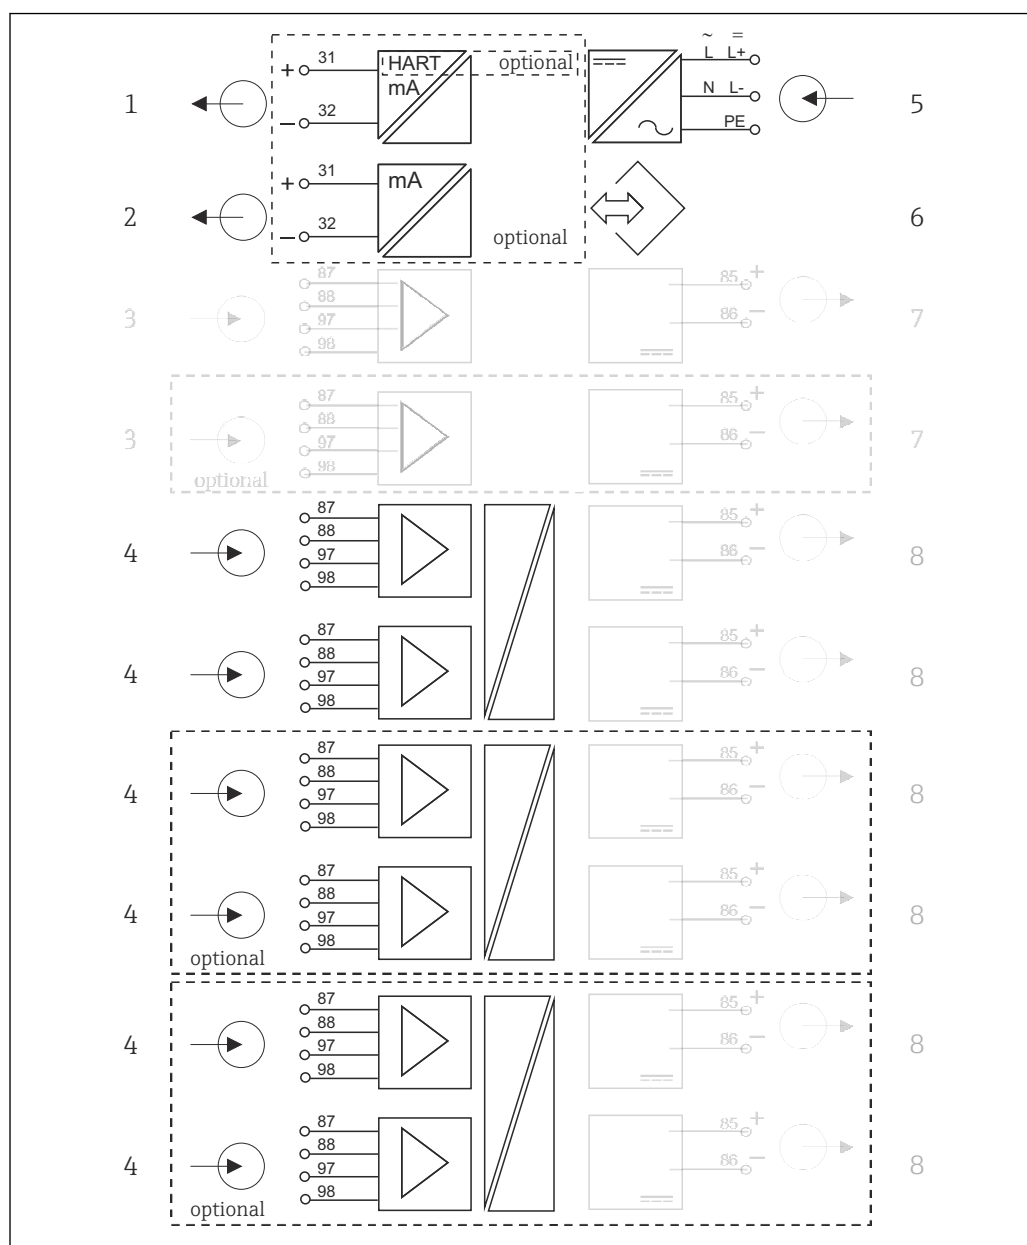 ~ =
31 HART optional L L+
+ mA N L-
1 32 5
− PE
31
+ mA
2 32 6
− optional
87 85 +
88
3 97 86 − 7
98
87 85 +
88
3 97 86 − 7
98
optional
87 85 +
88
4 97 86 − 8
98
87 85 +
88
4 97 86 − 8
98
87 85 +
88
4 97 86 − 8
98
87 85 +
88
4 97 86 − 8
98
optional
87 85 +
88
4 97 86 − 8
98
87 85 +
88
4 97 86 − 8
98
optional